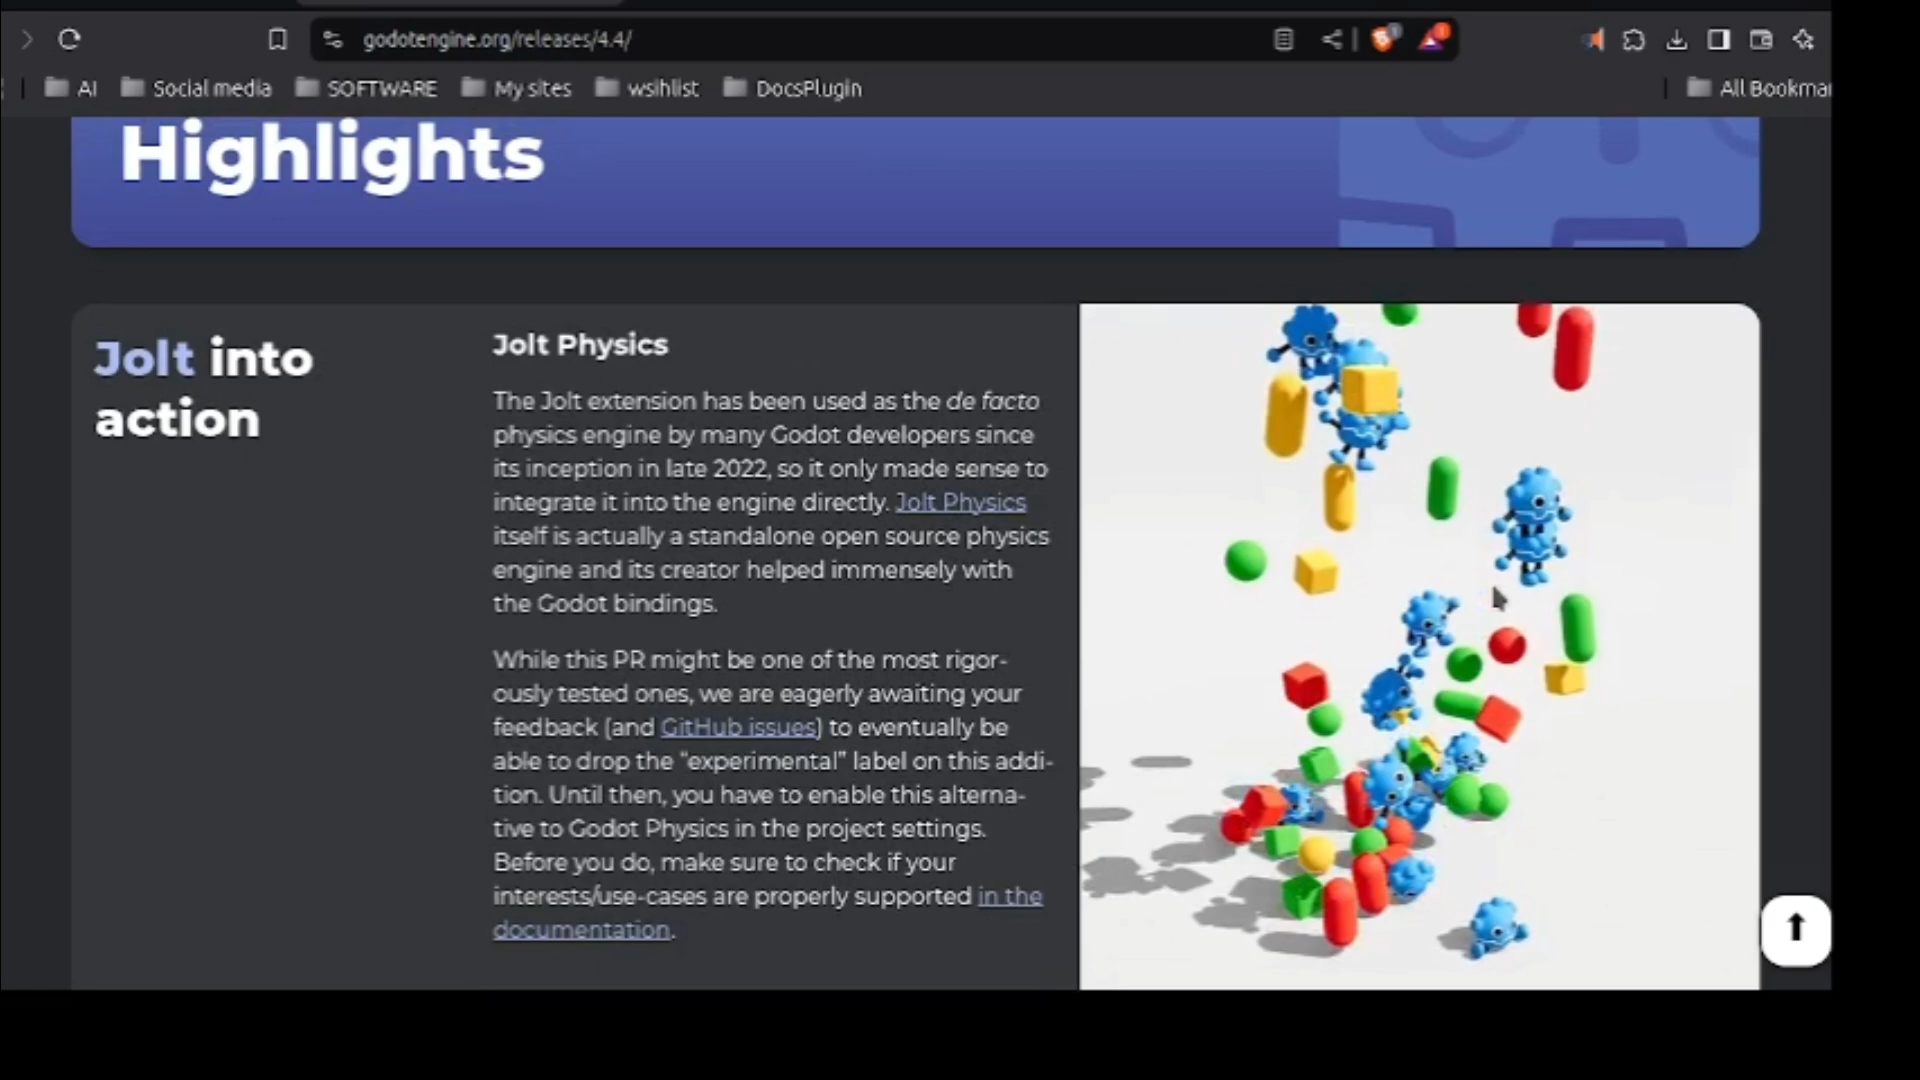 godotengine.org/releases/4.4/
AI Social media SOFTWARE My sites wsihlist DocsPlugin All Bookmar
Highlights
Jolt into
action
Jolt Physics
The Jolt extension has been used as the de facto
physics engine by many Godot developers since
its inception in late 2022, so it only made sense to
integrate it into the engine directly. Jolt Physics
itself is actually a standalone open source physics
engine and its creator helped immensely with
the Godot bindings.
While this PR might be one of the most rigor-
ously tested ones, we are eagerly awaiting your
feedback (and GitHub issues) to eventually be
able to drop the “experimental” label on this addi-
tion. Until then, you have to enable this alterna-
tive to Godot Physics in the project settings.
Before you do, make sure to check if your
interests/use-cases are properly supported in the
documentation.